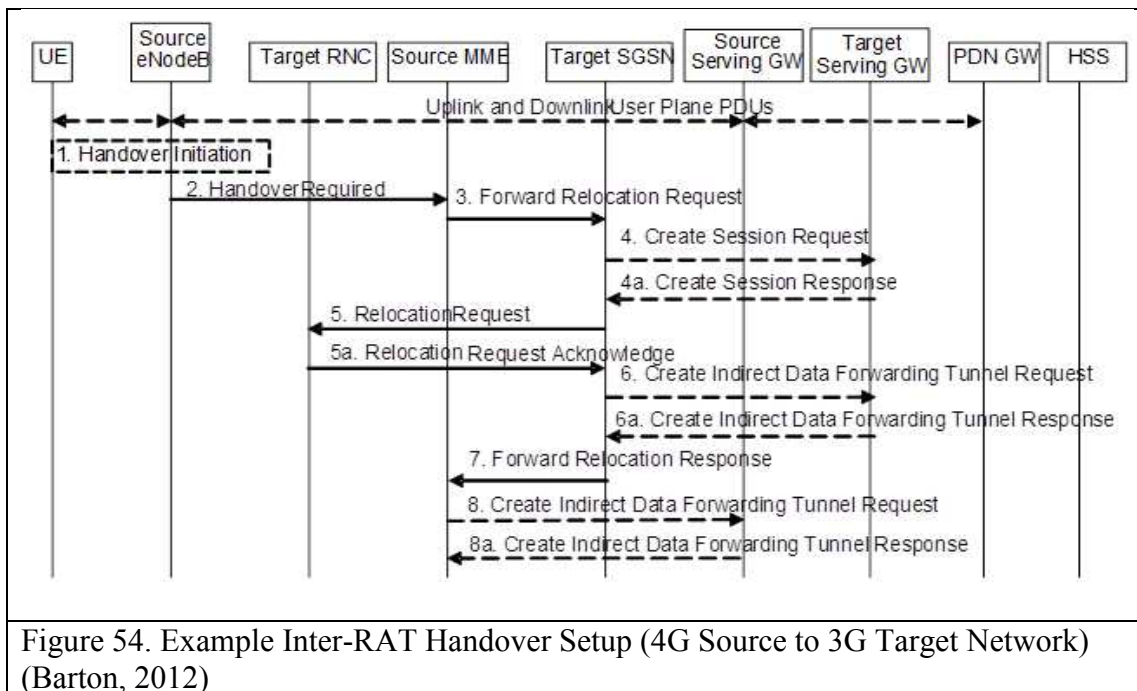 UE
Source
eNodeB
Target RNC
Source MME
Target SGSN
Source
Serving GW
Target
Serving GW
PDN GW
HSS
Uplink and Downlink User Plane PDUs
1. Handover Initiation
2. Handover Required
3. Forward Relocation Request
4. Create Session Request
4a. Create Session Response
5. Relocation Request
5a. Relocation Request Acknowledge
6. Create Indirect Data Forwarding Tunnel Request
6a. Create Indirect Data Forwarding Tunnel Response
7. Forward Relocation Response
8. Create Indirect Data Forwarding Tunnel Request
8a. Create Indirect Data Forwarding Tunnel Response
Figure 54. Example Inter-RAT Handover Setup (4G Source to 3G Target Network)
(Barton, 2012)